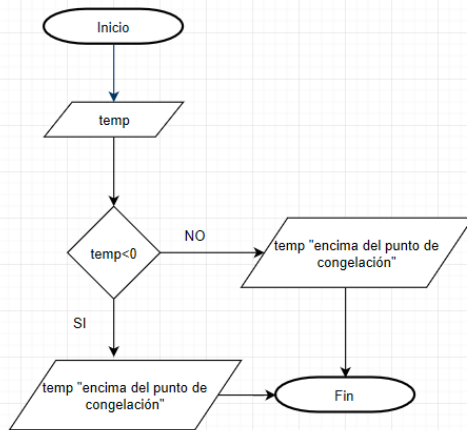 Inicio
temp
temp<0
NO
temp "encima del punto de
congelación"
SI
temp "encima del punto de
congelación"
Fin